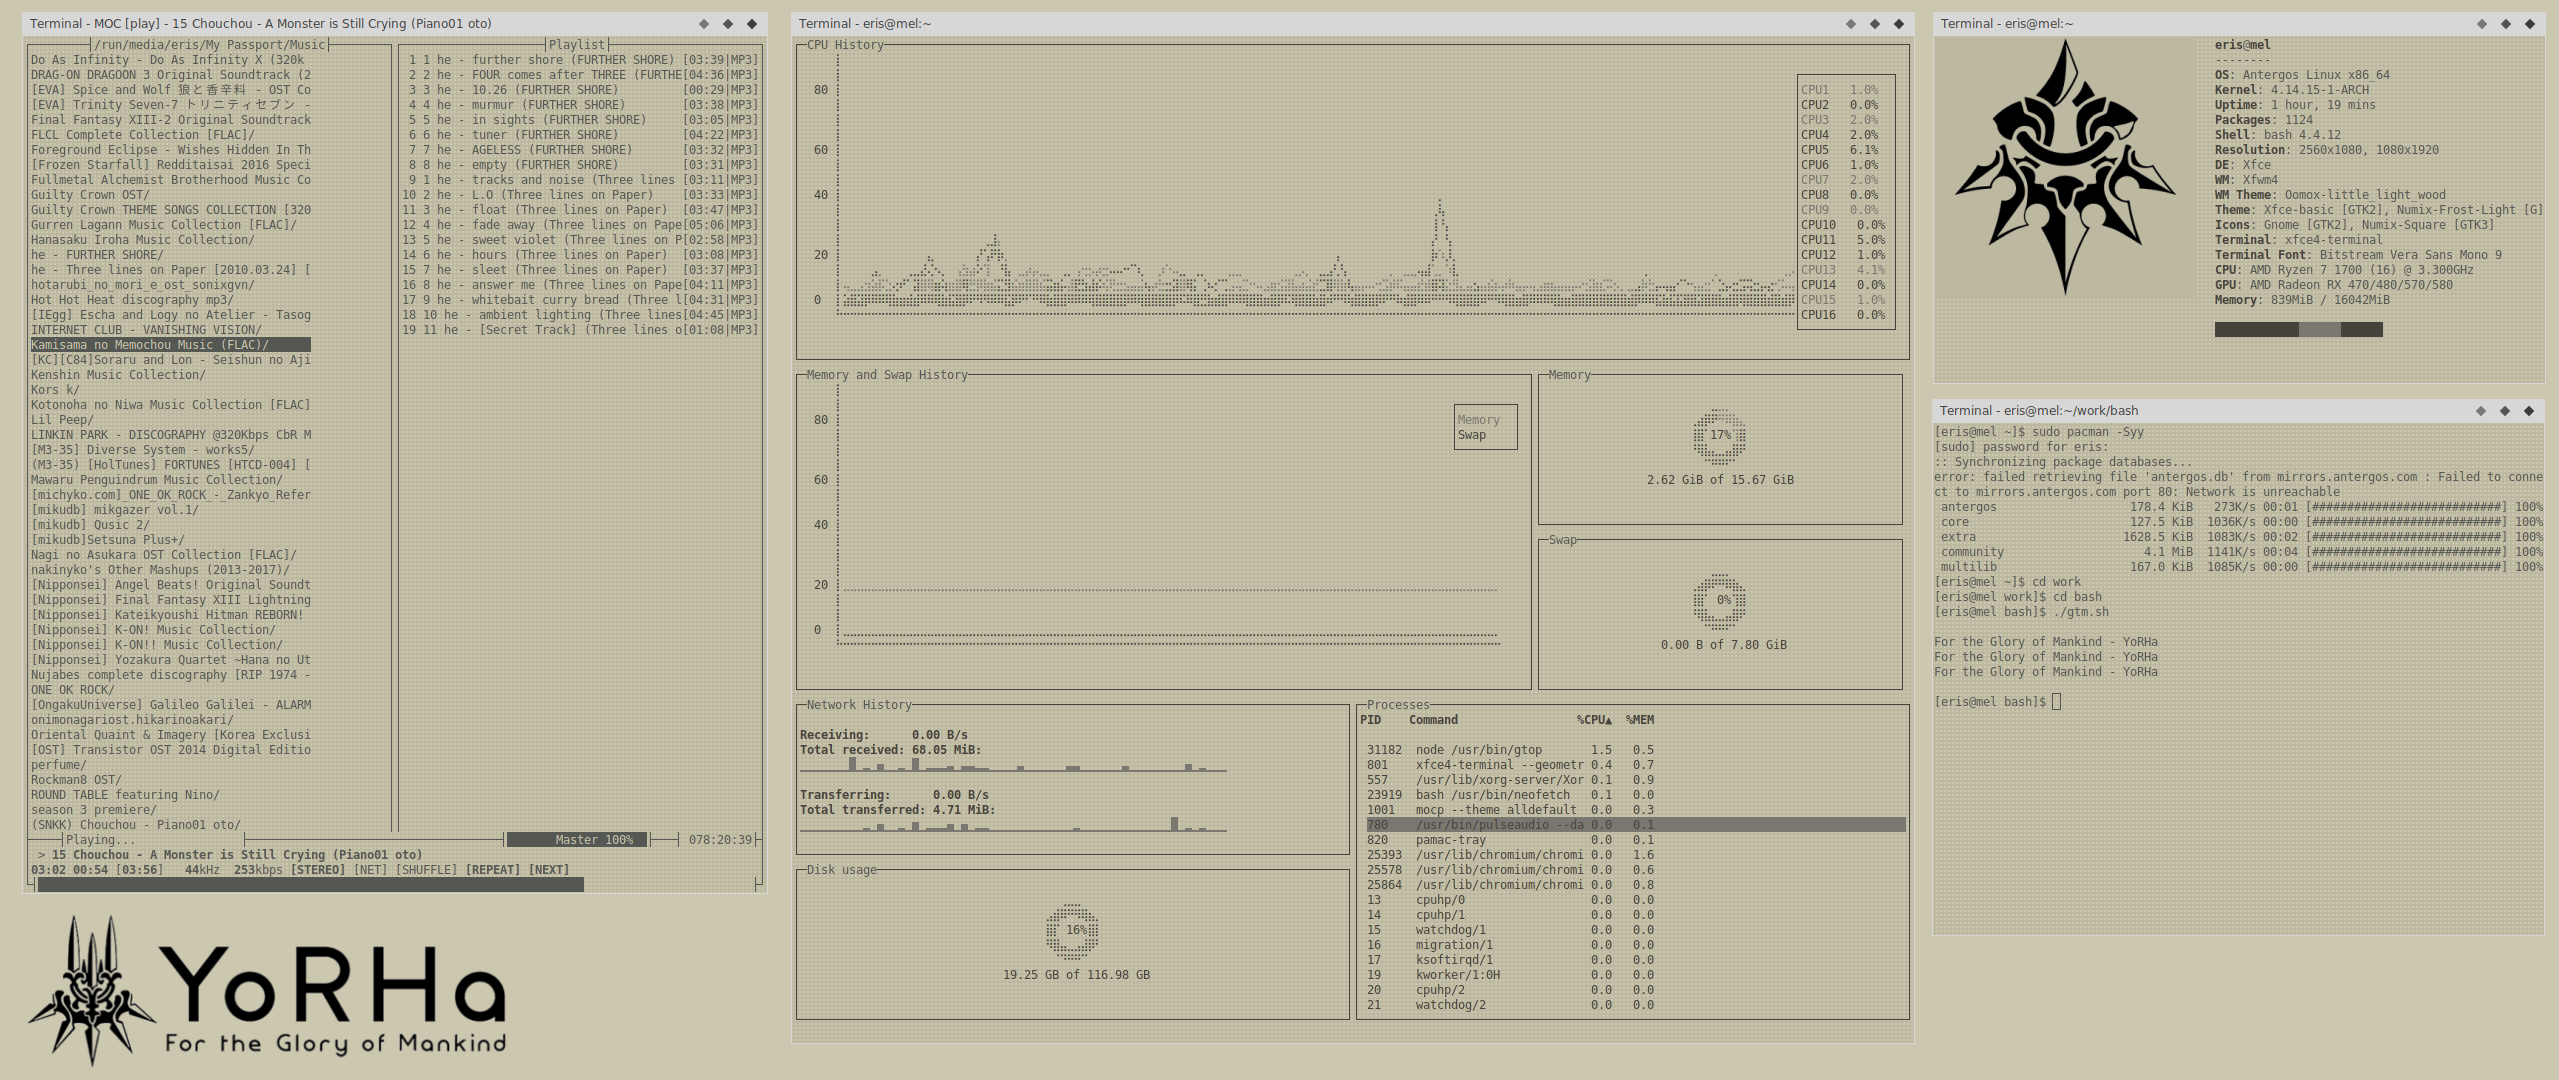 Terminal - MOC [play] - 15 Chouchou - A Monster is Still Crying (Piano01 oto)
/run/media/eris/My Passport/Music
Do As Infinity - Do As Infinity X (320k
DRAG-ON DRAGOON 3 Original Soundtrack (2
[EVA] Spice and Wolf 狼と香辛料 - OST Co
[EVA] Trinity Seven-7 トリニティセブン -
Final Fantasy XIII-2 Original Soundtrack
FLCL Complete Collection [FLAC]/
Foreground Eclipse - Wishes Hidden In Th
[Frozen Starfall] Redditaisai 2016 Speci
Fullmetal Alchemist Brotherhood Music Co
Guilty Crown OST/
Guilty Crown THEME SONGS COLLECTION [320
Gurren Lagann Music Collection [FLAC]/
Hanasaku Iroha Music Collection/
he - FURTHER SHORE/
he - Three lines on Paper [2010.03.24] [
hotarubi_no_mori_e_ost_sonixgvn/
Hot Hot Heat discography mp3/
[IEgg] Escha and Logy no Atelier - Tasog
INTERNET CLUB - VANISHING VISION/
Kamisama no Memochou Music (FLAC)/
[KC][C84]Soraru and Lon - Seishun no Aji
Kenshin Music Collection/
Kors k/
Kotonoha no Niwa Music Collection [FLAC]
Lil Peep/
LINKIN PARK - DISCOGRAPHY @320Kbps CbR M
[M3-35] Diverse System - works5/
(M3-35) [HolTunes] FORTUNES [HTCD-004] [
Mawaru Penguindrum Music Collection/
[michyko.com]_ONE_OK_ROCK_-_Zankyo_Refer
[mikudb] mikgazer vol.1/
[mikudb] Qusic 2/
[mikudb]Setsuna Plus+/
Nagi no Asukara OST Collection [FLAC]/
nakinyko's Other Mashups (2013-2017)/
[Nipponsei] Angel Beats! Original Soundt
[Nipponsei] Final Fantasy XIII Lightning
[Nipponsei] Kateikyoushi Hitman REBORN!
[Nipponsei] K-ON! Music Collection/
[Nipponsei] K-ON!! Music Collection/
[Nipponsei] Yozakura Quartet ~Hana no Ut
Nujabes complete discography [RIP 1974 -
ONE OK ROCK/
[OngakuUniverse] Galileo Galilei - ALARM
onimonagariost.hikarinoakari/
Oriental Quaint & Imagery [Korea Exclusi
[OST] Transistor OST 2014 Digital Editio
perfume/
Rockman8 OST/
ROUND TABLE featuring Nino/
season 3 premiere/
(SNKK) Chouchou - Piano01 oto/
Playlist
1 1 he - further shore (FURTHER SHORE) [03:39|MP3]
2 2 he - FOUR comes after THREE (FURTHE[04:36|MP3]
3 3 he - 10.26 (FURTHER SHORE) [00:29|MP3]
4 4 he - murmur (FURTHER SHORE) [03:38|MP3]
5 5 he - in sights (FURTHER SHORE) [03:05|MP3]
6 6 he - tuner (FURTHER SHORE) [04:22|MP3]
7 7 he - AGELESS (FURTHER SHORE) [03:32|MP3]
8 8 he - empty (FURTHER SHORE) [03:31|MP3]
9 1 he - tracks and noise (Three lines [03:11|MP3]
10 2 he - L.O (Three lines on Paper) [03:33|MP3]
11 3 he - float (Three lines on Paper) [03:47|MP3]
12 4 he - fade away (Three lines on Pape[05:06|MP3]
13 5 he - sweet violet (Three lines on P[02:58|MP3]
14 6 he - hours (Three lines on Paper) [03:08|MP3]
15 7 he - sleet (Three lines on Paper) [03:37|MP3]
16 8 he - answer me (Three lines on Pape[04:11|MP3]
17 9 he - whitebait curry bread (Three l[04:31|MP3]
18 10 he - ambient lighting (Three lines[04:45|MP3]
19 11 he - [Secret Track] (Three lines o[01:08|MP3]
Playing... Master 100% 078:20:39
> 15 Chouchou - A Monster is Still Crying (Piano01 oto)
03:02 00:54 [03:56] 44kHz 253kbps [STEREO] [NET] [SHUFFLE] [REPEAT] [NEXT]
YoRHa
For the Glory of Mankind
Terminal - eris@mel:~
CPU History
80
60
40
20
0
CPU1 1.0%
CPU2 0.0%
CPU3 2.0%
CPU4 2.0%
CPU5 6.1%
CPU6 1.0%
CPU7 2.0%
CPU8 0.0%
CPU9 0.0%
CPU10 0.0%
CPU11 5.0%
CPU12 1.0%
CPU13 4.1%
CPU14 0.0%
CPU15 1.0%
CPU16 0.0%
Memory and Swap History
80
60
40
20
0
Memory
Swap
Memory
17%
2.62 GiB of 15.67 GiB
Swap
0%
0.00 B of 7.80 GiB
Network History
Receiving: 0.00 B/s
Total received: 68.05 MiB:
Transferring: 0.00 B/s
Total transferred: 4.71 MiB:
Disk usage
16%
19.25 GB of 116.98 GB
Processes
PID Command %CPU▲ %MEM
31182 node /usr/bin/gtop 1.5 0.5
801 xfce4-terminal --geometr 0.4 0.7
557 /usr/lib/xorg-server/Xor 0.1 0.9
23919 bash /usr/bin/neofetch 0.1 0.0
1001 mocp --theme alldefault 0.0 0.3
780 /usr/bin/pulseaudio --da 0.0 0.1
820 pamac-tray 0.0 0.1
25393 /usr/lib/chromium/chromi 0.0 1.6
25578 /usr/lib/chromium/chromi 0.0 0.6
25864 /usr/lib/chromium/chromi 0.0 0.8
13 cpuhp/0 0.0 0.0
14 cpuhp/1 0.0 0.0
15 watchdog/1 0.0 0.0
16 migration/1 0.0 0.0
17 ksoftirqd/1 0.0 0.0
19 kworker/1:0H 0.0 0.0
20 cpuhp/2 0.0 0.0
21 watchdog/2 0.0 0.0
Terminal - eris@mel:~
eris@mel
--------
OS: Antergos Linux x86_64
Kernel: 4.14.15-1-ARCH
Uptime: 1 hour, 19 mins
Packages: 1124
Shell: bash 4.4.12
Resolution: 2560x1080, 1080x1920
DE: Xfce
WM: Xfwm4
WM Theme: Oomox-little_light_wood
Theme: Xfce-basic [GTK2], Numix-Frost-Light [G]
Icons: Gnome [GTK2], Numix-Square [GTK3]
Terminal: xfce4-terminal
Terminal Font: Bitstream Vera Sans Mono 9
CPU: AMD Ryzen 7 1700 (16) @ 3.300GHz
GPU: AMD Radeon RX 470/480/570/580
Memory: 839MiB / 16042MiB
Terminal - eris@mel:~/work/bash
[eris@mel ~]$ sudo pacman -Syy
[sudo] password for eris:
:: Synchronizing package databases...
error: failed retrieving file 'antergos.db' from mirrors.antergos.com : Failed to conne
ct to mirrors.antergos.com port 80: Network is unreachable
antergos 178.4 KiB 273K/s 00:01 [###########################] 100%
core 127.5 KiB 1036K/s 00:00 [###########################] 100%
extra 1628.5 KiB 1083K/s 00:02 [###########################] 100%
community 4.1 MiB 1141K/s 00:04 [###########################] 100%
multilib 167.0 KiB 1085K/s 00:00 [###########################] 100%
[eris@mel ~]$ cd work
[eris@mel work]$ cd bash
[eris@mel bash]$ ./gtm.sh
For the Glory of Mankind - YoRHa
For the Glory of Mankind - YoRHa
For the Glory of Mankind - YoRHa
[eris@mel bash]$